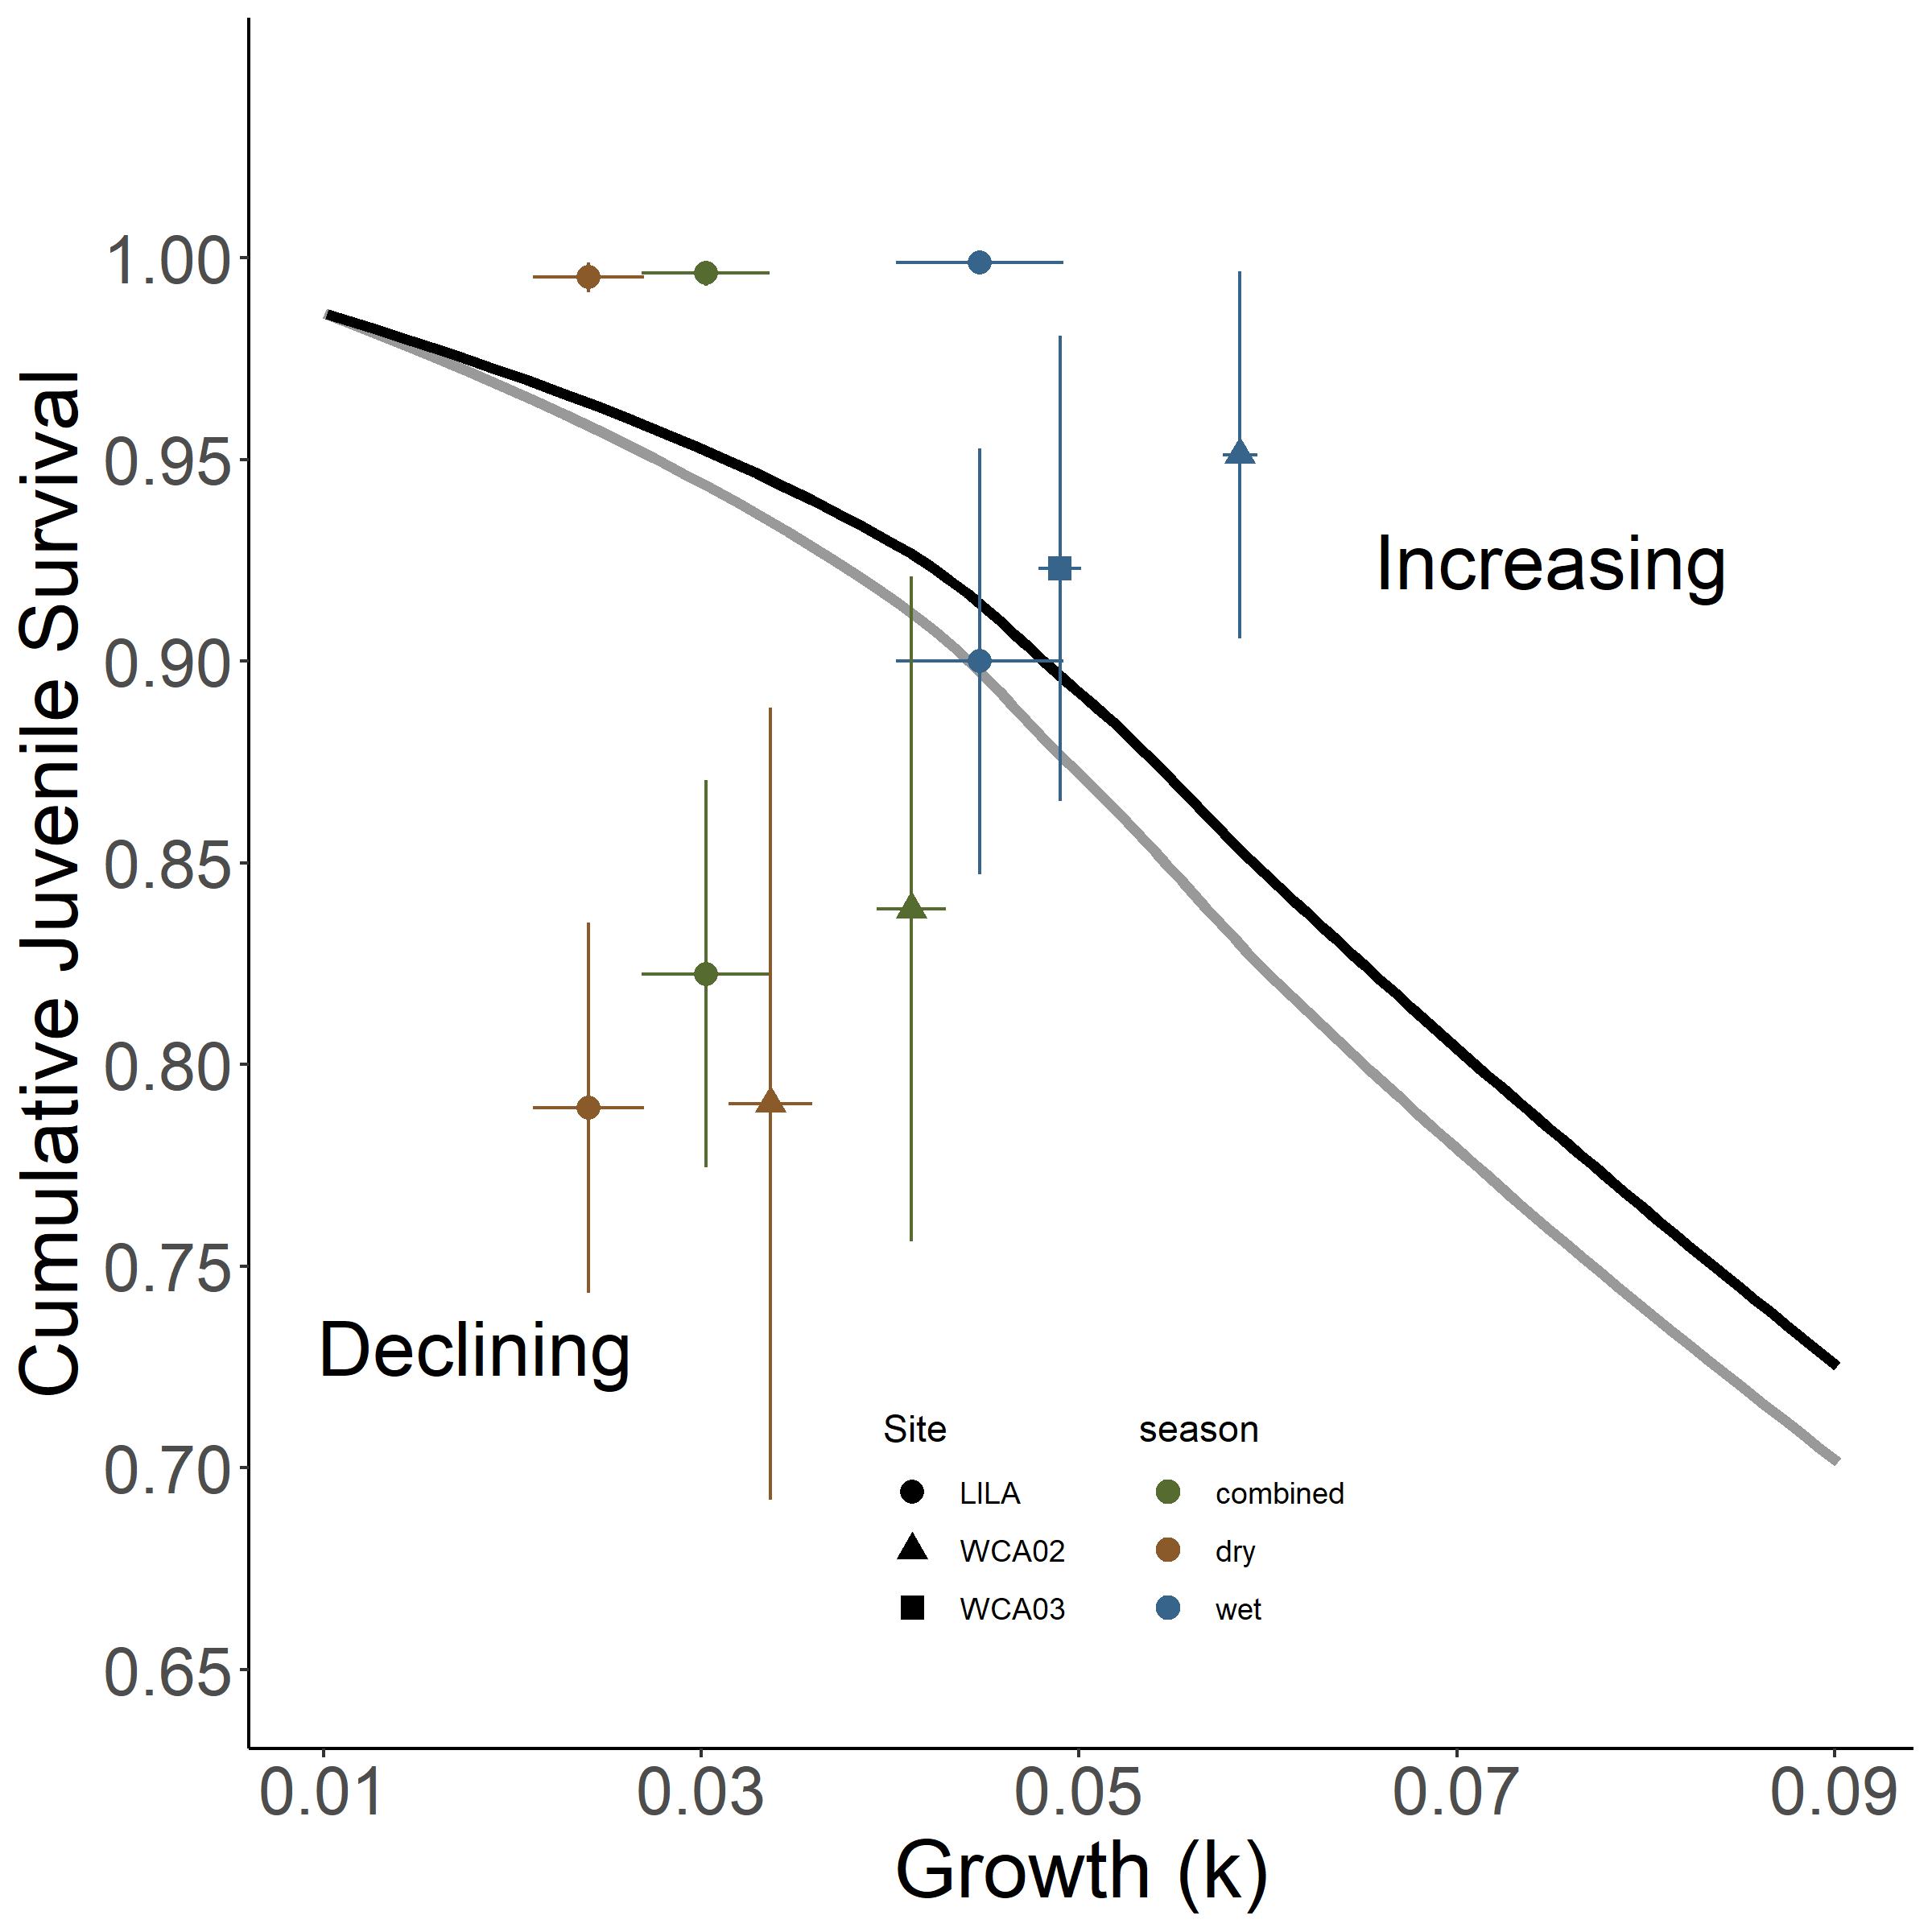 Cumulative Juvenile Survival
1.00
0.95
0.90
0.85
0.80
0.75
0.70
0.65
Increasing
Declining
Site
LILA
WCA02
WCA03
season
combined
dry
wet
0.01 0.03 0.05 0.07 0.09
Growth (k)